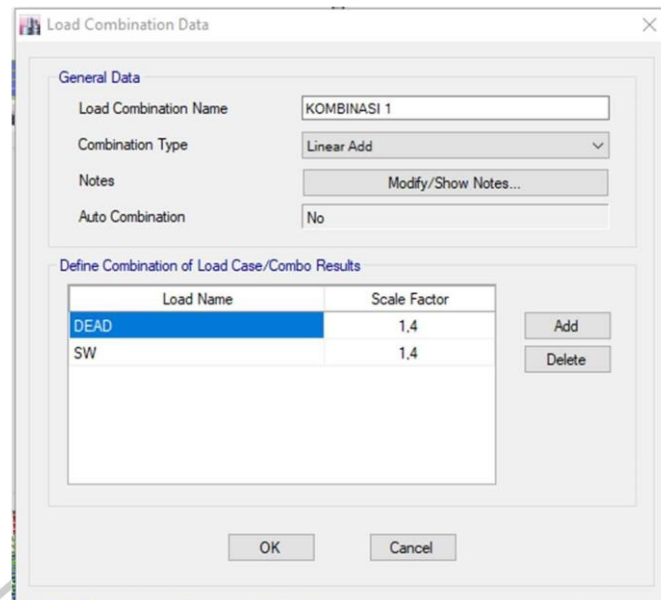 Load Combination Data
General Data
Load Combination Name KOMBINASI 1
Combination Type Linear Add
Notes Modify/Show Notes...
Auto Combination No
Define Combination of Load Case/Combo Results
Load Name Scale Factor
DEAD 1,4 Add
SW 1,4 Delete
OK Cancel